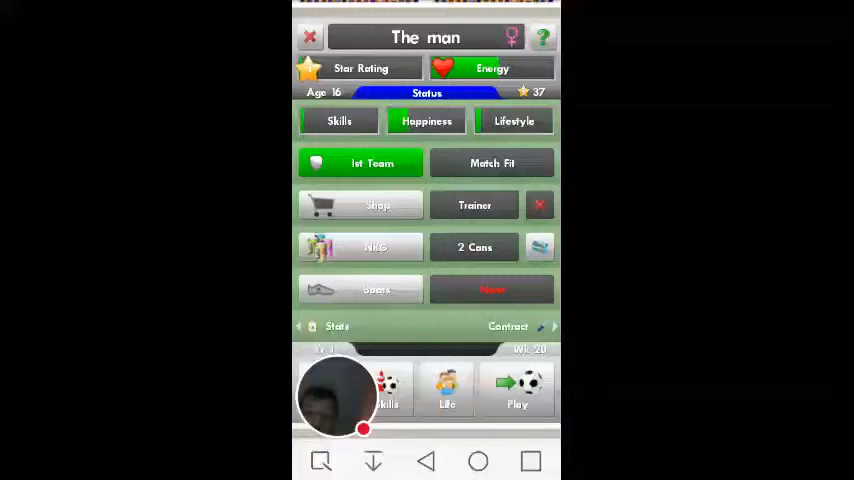 The man
?
Star Rating
Energy
Age 16
Status
37
Skills
Happiness
Lifestyle
1st Team
Match Fit
Shop
Trainer
NRG
2 Cans
Boots
None
Stats
Contract
Wk 20
Skills
Life
Play